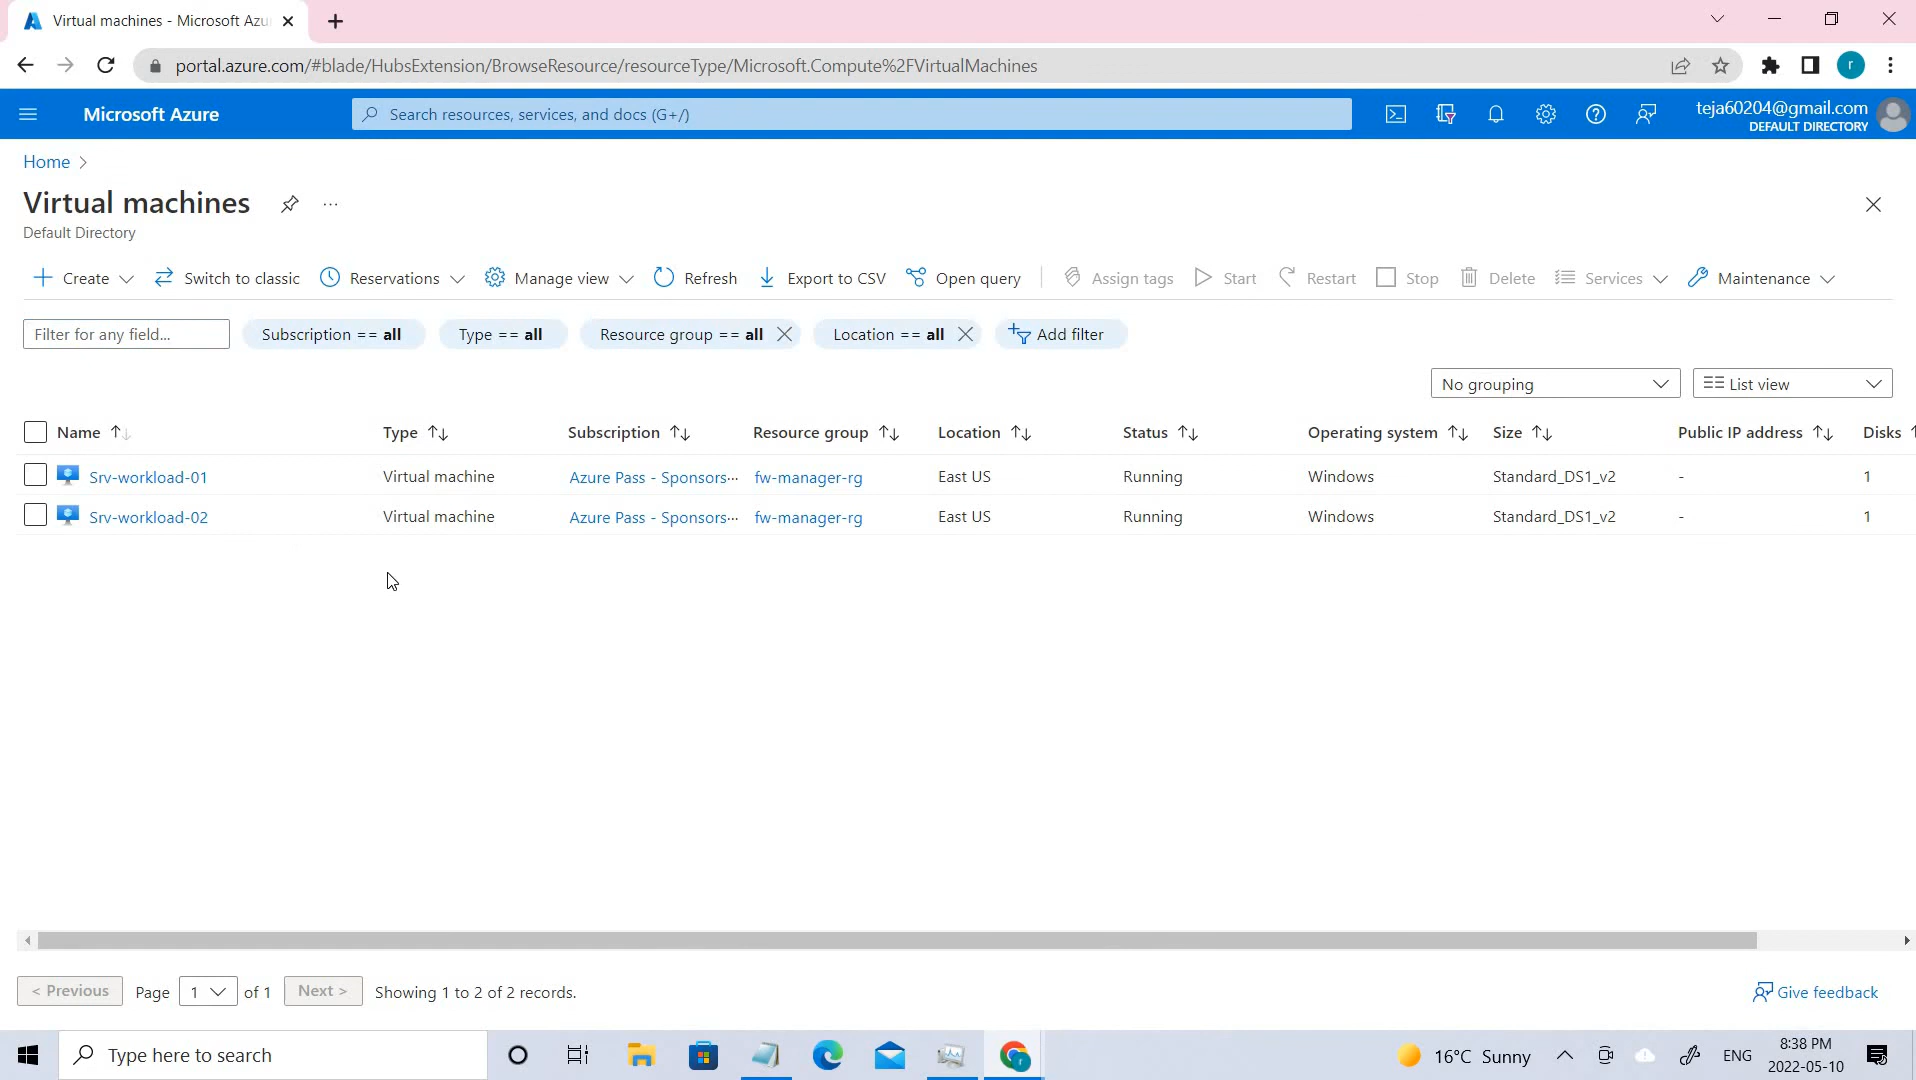 Virtual machines - Microsoft Azu
portal.azure.com/#blade/HubsExtension/BrowseResource/resourceType/Microsoft.Compute%2FVirtualMachines
r
Microsoft Azure
Search resources, services, and docs (G+/)
teja60204@gmail.com
DEFAULT DIRECTORY
Home >
Virtual machines
...
Default Directory
Create
Switch to classic
Reservations
Manage view
Refresh
Export to CSV
Open query
Assign tags
Start
Restart
Stop
Delete
Services
Maintenance
Filter for any field...
Subscription == all
Type == all
Resource group == all
Location == all
Add filter
No grouping
List view
Name Type Subscription Resource group Location Status Operating system Size Public IP address Disks
Srv-workload-01 Virtual machine Azure Pass - Sponsors··· fw-manager-rg East US Running Windows Standard_DS1_v2 - 1
Srv-workload-02 Virtual machine Azure Pass - Sponsors··· fw-manager-rg East US Running Windows Standard_DS1_v2 - 1
< Previous Page 1 of 1 Next > Showing 1 to 2 of 2 records.
Give feedback
Type here to search
16°C Sunny
ENG
8:38 PM
2022-05-10